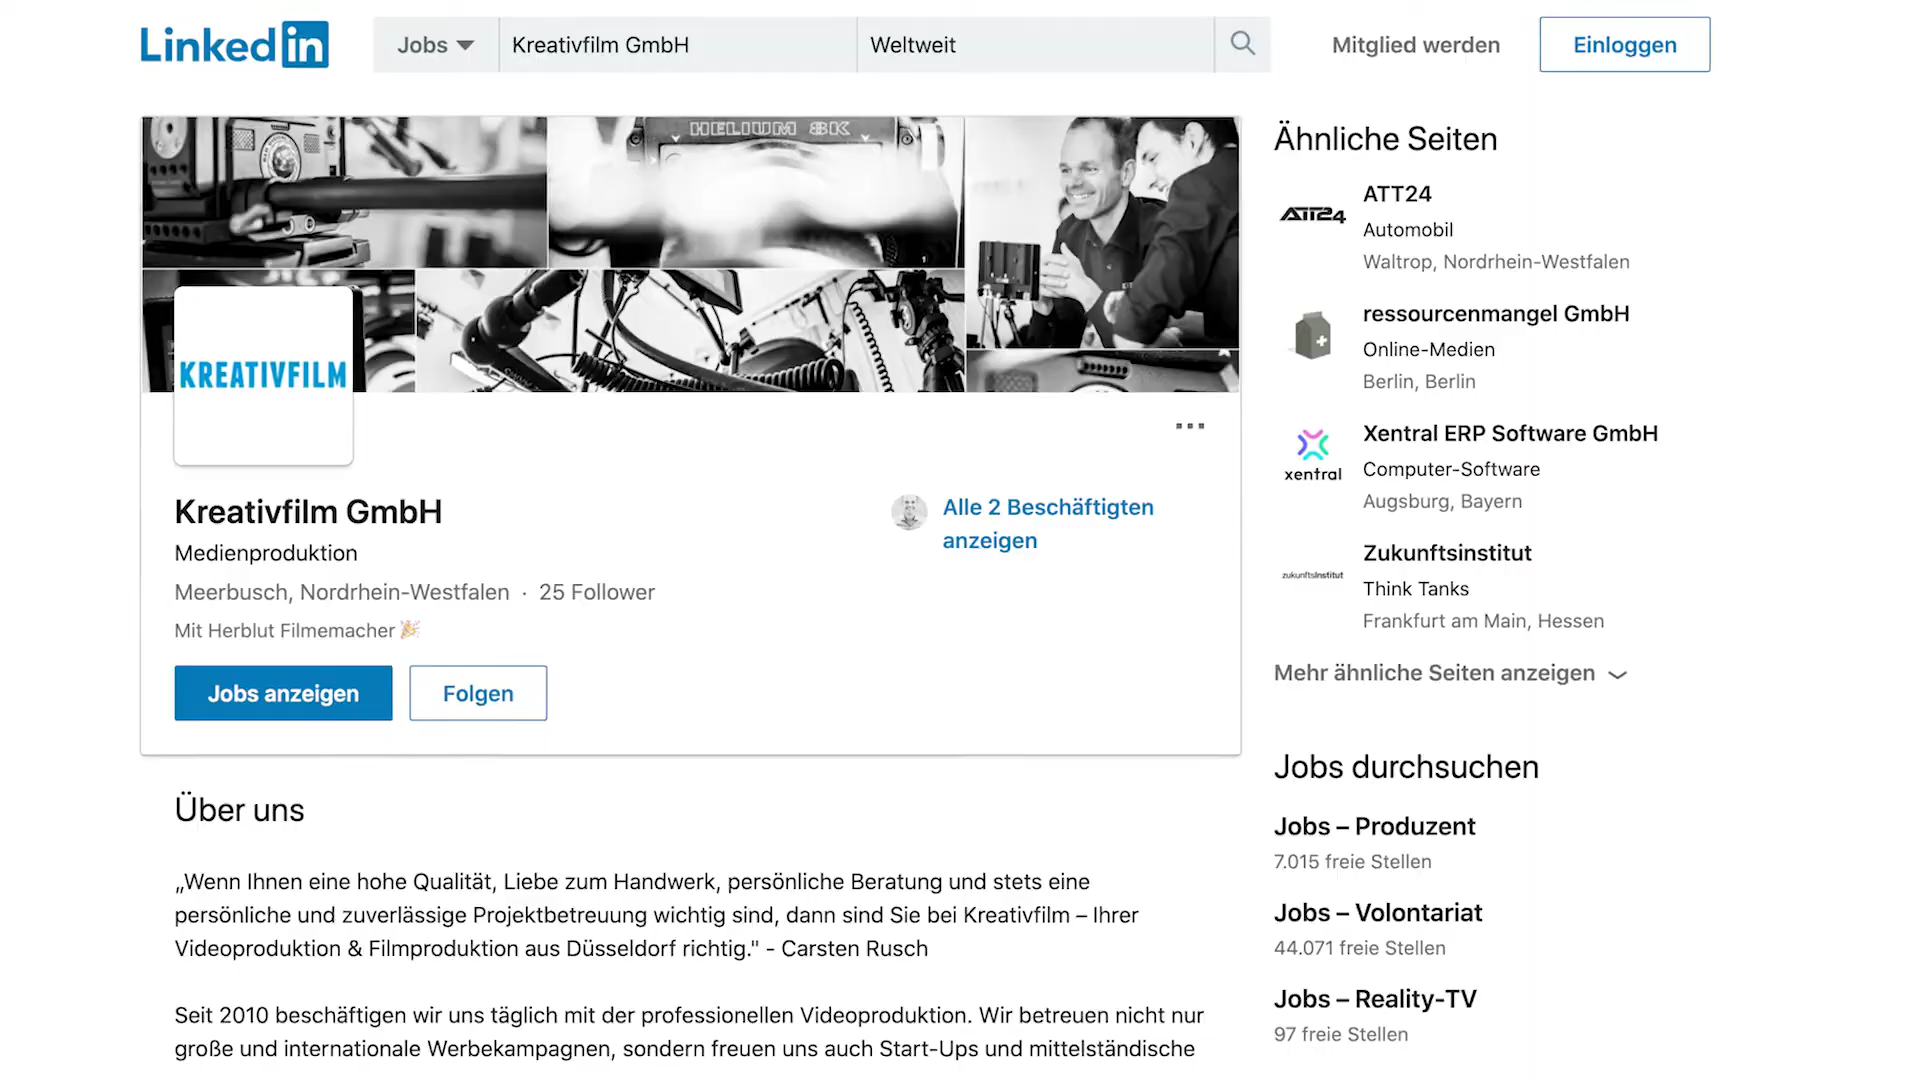 LinkedIn
Jobs
Kreativfilm GmbH
Weltweit
Mitglied werden
Einloggen
HELIUM 8K
KREATIVFILM
Kreativfilm GmbH
Medienproduktion
Meerbusch, Nordrhein-Westfalen · 25 Follower
Mit Herblut Filmemacher 🎉
Alle 2 Beschäftigten
anzeigen
Jobs anzeigen
Folgen
Über uns
„Wenn Ihnen eine hohe Qualität, Liebe zum Handwerk, persönliche Beratung und stets eine
persönliche und zuverlässige Projektbetreuung wichtig sind, dann sind Sie bei Kreativfilm – Ihrer
Videoproduktion & Filmproduktion aus Düsseldorf richtig." - Carsten Rusch
Seit 2010 beschäftigen wir uns täglich mit der professionellen Videoproduktion. Wir betreuen nicht nur
große und internationale Werbekampagnen, sondern freuen uns auch Start-Ups und mittelständische
Ähnliche Seiten
ATT24
ATT24
Automobil
Waltrop, Nordrhein-Westfalen
ressourcenmangel GmbH
Online-Medien
Berlin, Berlin
xentral
Xentral ERP Software GmbH
Computer-Software
Augsburg, Bayern
zukunftsInstitut
Zukunftsinstitut
Think Tanks
Frankfurt am Main, Hessen
Mehr ähnliche Seiten anzeigen
Jobs durchsuchen
Jobs – Produzent
7.015 freie Stellen
Jobs – Volontariat
44.071 freie Stellen
Jobs – Reality-TV
97 freie Stellen